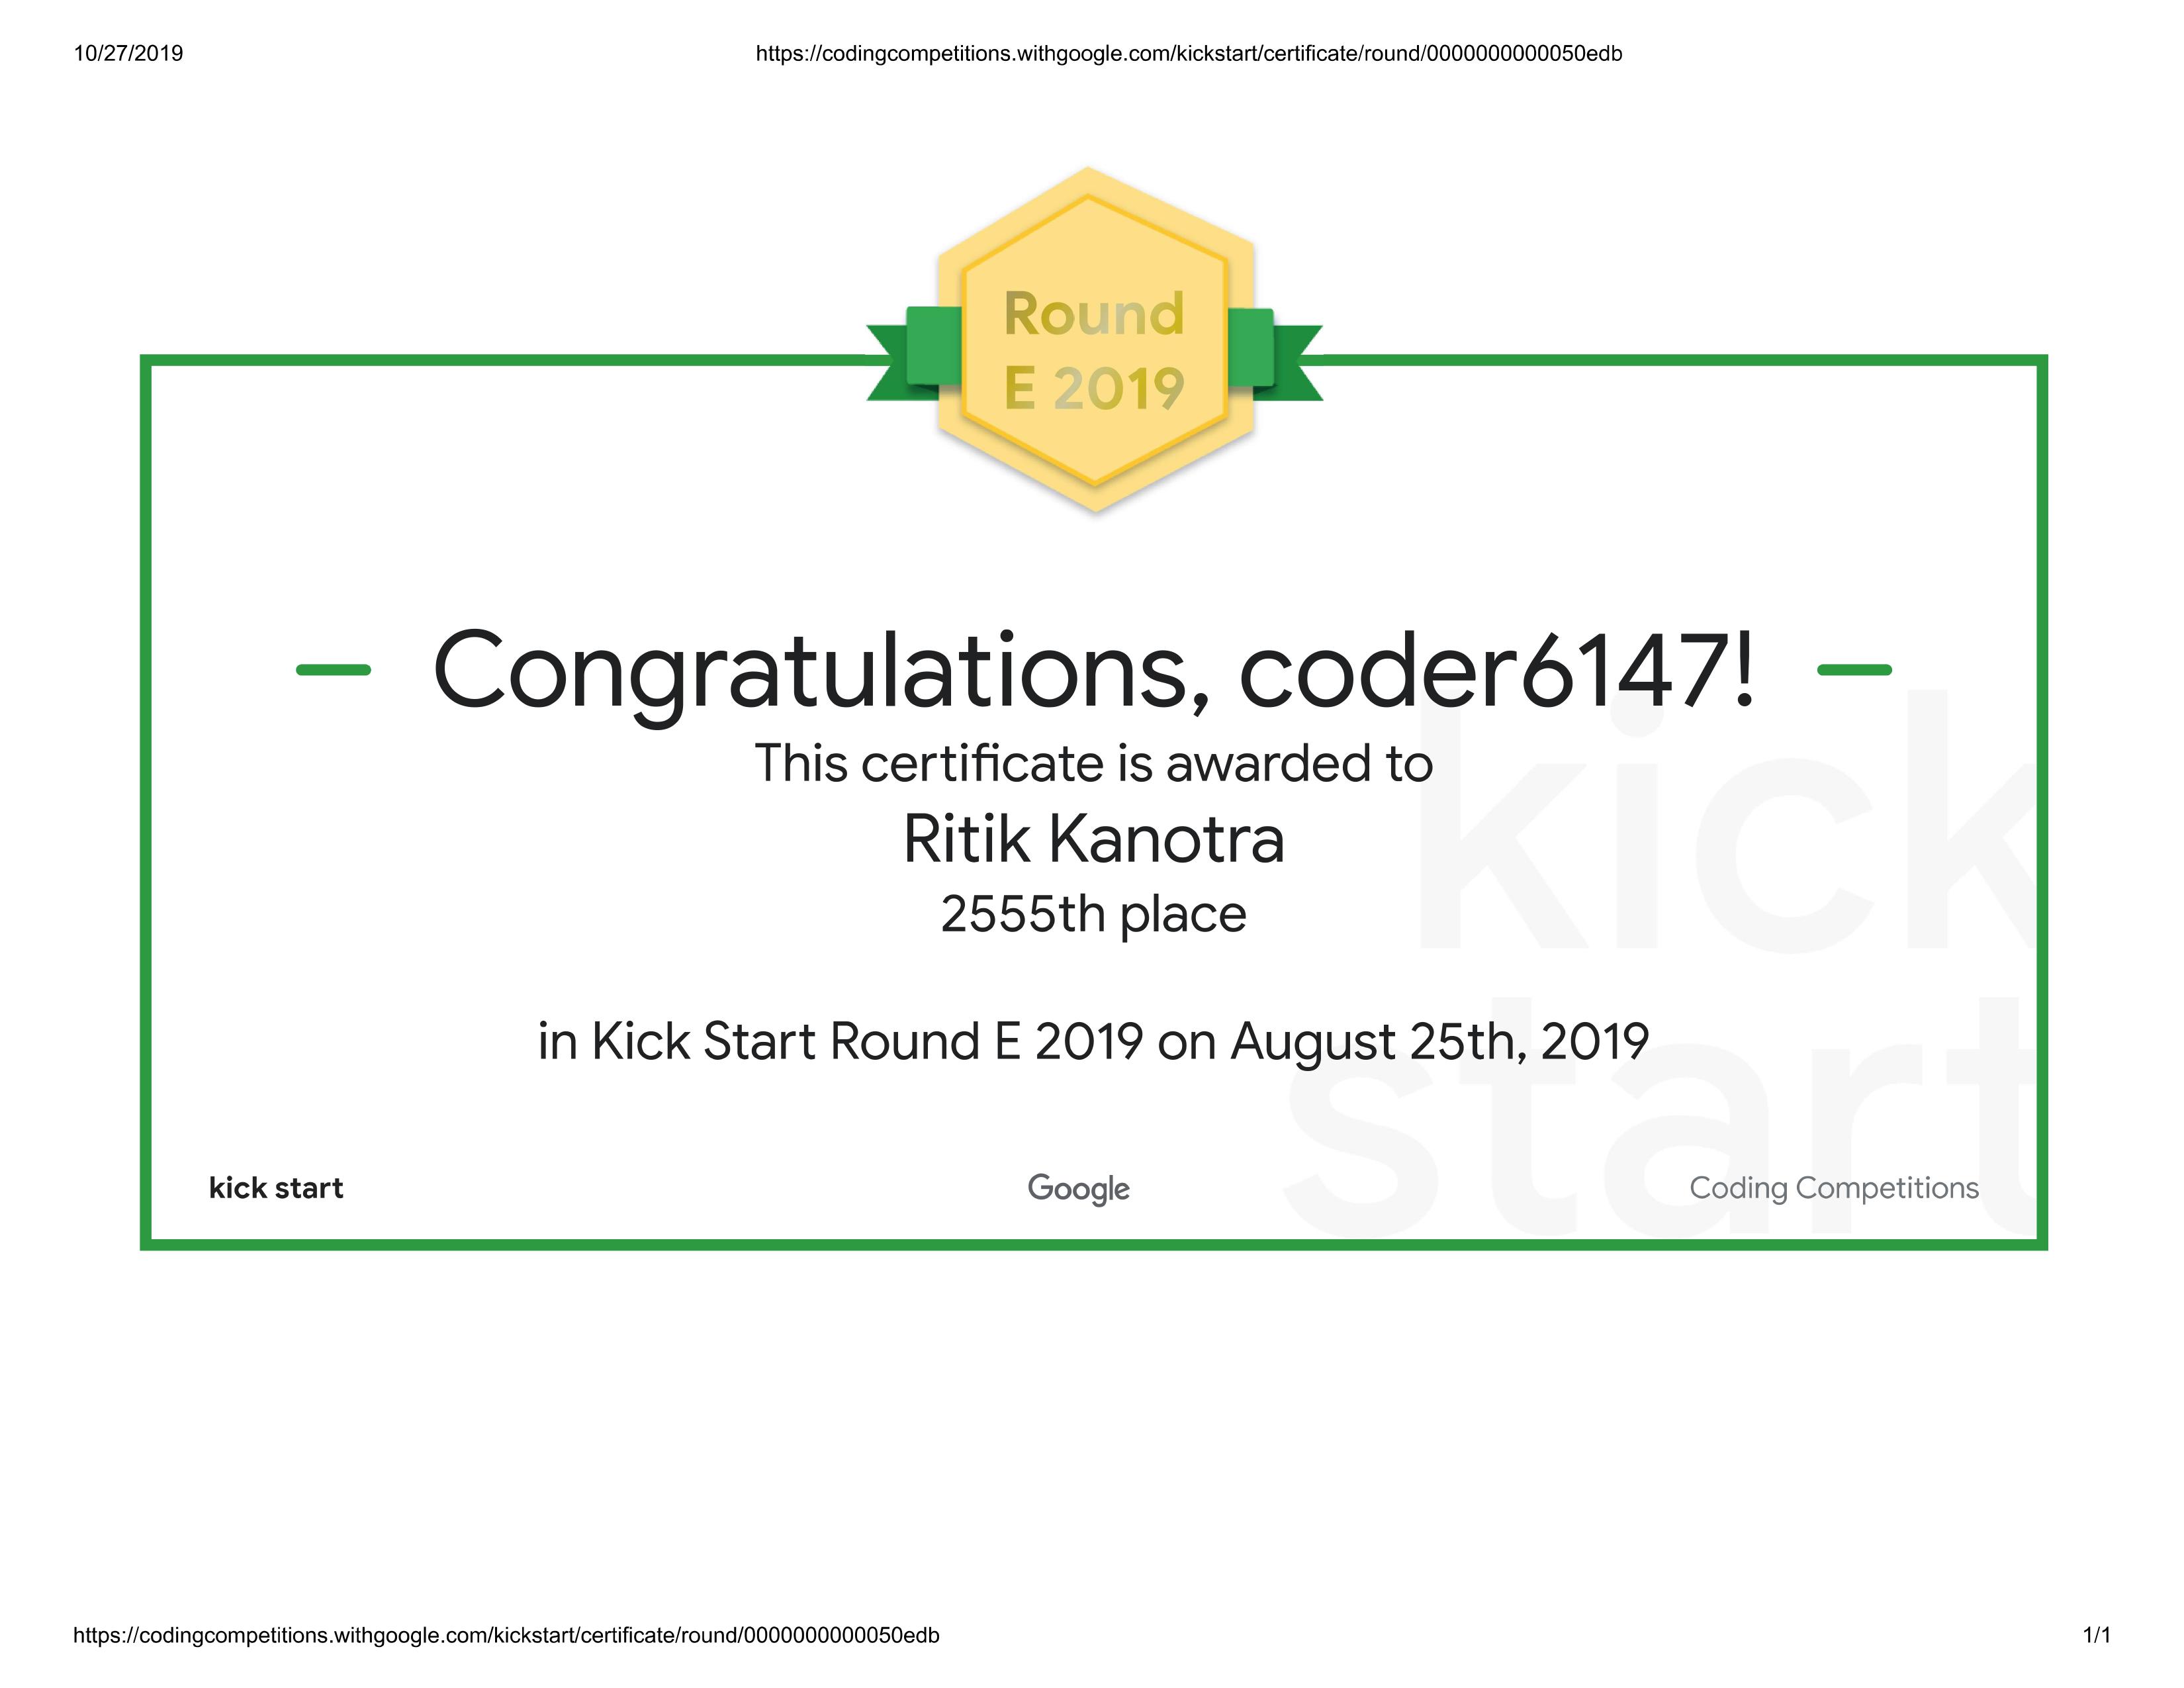 10/27/2019
https://codingcompetitions.withgoogle.com/kickstart/certificate/round/0000000000050edb
Round
E 2019
Congratulations, coder6147!
This certificate is awarded to
Ritik Kanotra
2555th place
in Kick Start Round E 2019 on August 25th, 2019
kick
start
kick start
Google
Coding Competitions
https://codingcompetitions.withgoogle.com/kickstart/certificate/round/0000000000050edb
1/1